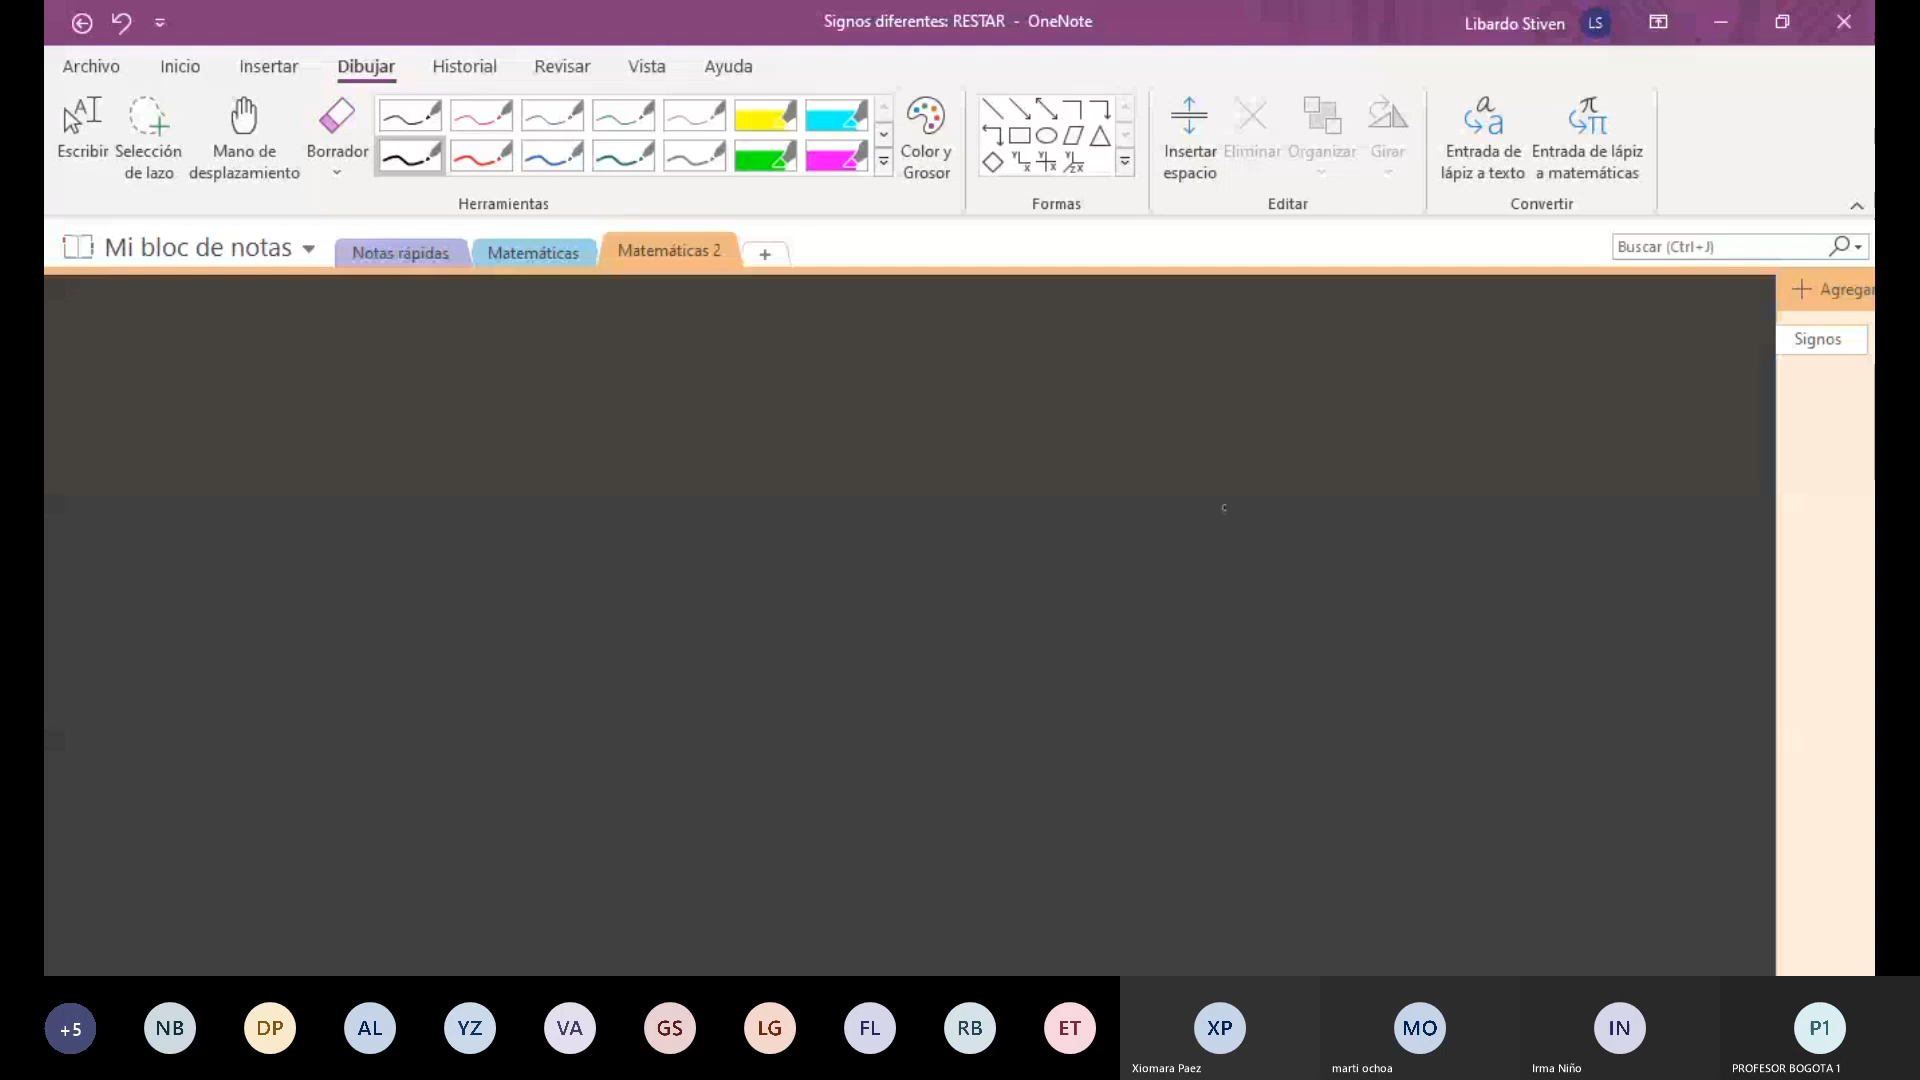 Signos diferentes: RESTAR - OneNote
Libardo Stiven
LS
Archivo
Inicio
Insertar
Dibujar
Historial
Revisar
Vista
Ayuda
Escribir
Selección de lazo
Mano de desplazamiento
Borrador
Color y Grosor
Insertar espacio
Eliminar
Organizar
Girar
Entrada de lápiz a texto
Entrada de lápiz a matemáticas
Herramientas
Formas
Editar
Convertir
Mi bloc de notas
Notas rápidas
Matemáticas
Matemáticas 2
Buscar (Ctrl+J)
Agregar
Signos
+5
NB
DP
AL
YZ
VA
GS
LG
FL
RB
ET
XP
MO
IN
P1
Xiomara Paez
marti ochoa
Irma Niño
PROFESOR BOGOTA 1